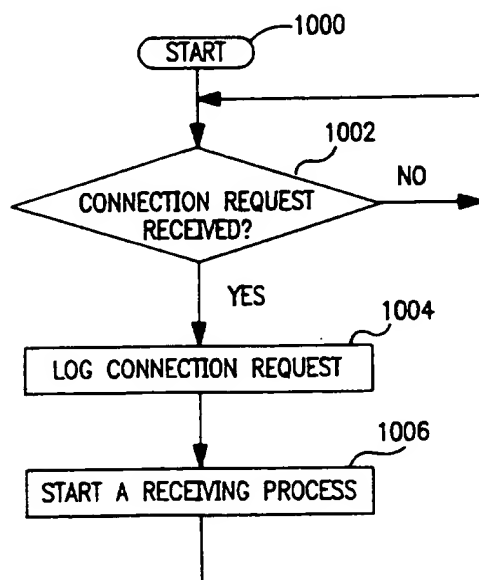 1000
START
1002
CONNECTION REQUEST
RECEIVED?
NO
YES
1004
LOG CONNECTION REQUEST
1006
START A RECEIVING PROCESS